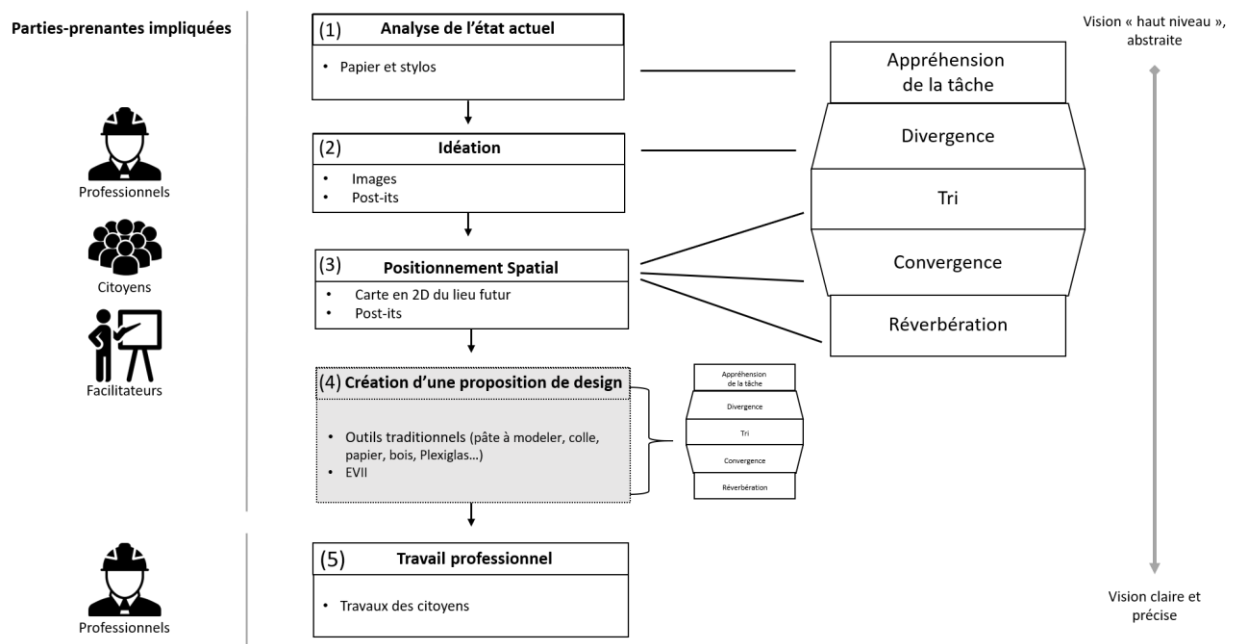 Parties-prenantes impliquées
Professionnels
Citoyens
Facilitateurs
Professionnels
(1) Analyse de l’état actuel
• Papier et stylos
(2) Idéation
• Images
• Post-its
(3) Positionnement Spatial
• Carte en 2D du lieu futur
• Post-its
(4) Création d’une proposition de design
• Outils traditionnels (pâte à modeler, colle,
papier, bois, Plexiglas…)
• EVII
(5) Travail professionnel
• Travaux des citoyens
Appréhension
de la tâche
Divergence
Tri
Convergence
Réverbération
Appréhension
de la tâche
Divergence
Tri
Convergence
Réverbération
Vision « haut niveau »,
abstraite
Vision claire et
précise